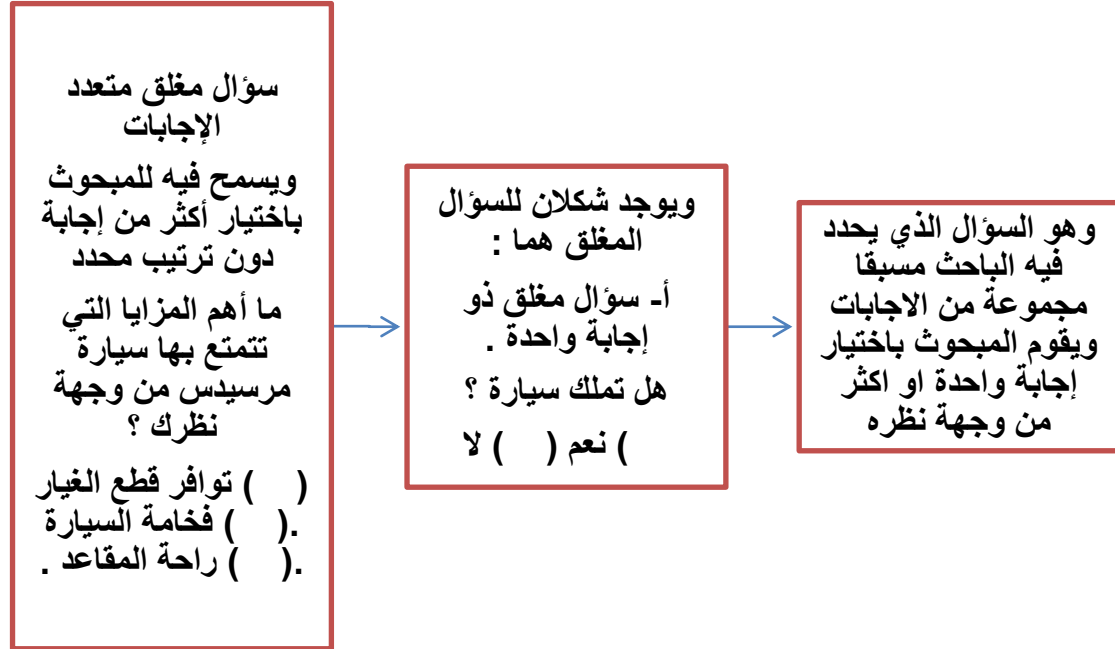 وهو السؤال الذي يحدد
فيه الباحث مسبقا
مجموعة من الاجابات
ويقوم المبحوث باختيار
إجابة واحدة او اكثر
من وجهة نظره
ويوجد شكلان للسؤال
المغلق هما :
أ- سؤال مغلق ذو
إجابة واحدة .
هل تملك سيارة ؟
) نعم ( ) لا
سؤال مغلق متعدد
الإجابات
ويسمح فيه للمبحوث
باختيار أكثر من إجابة
دون ترتيب محدد
ما أهم المزايا التي
تتمتع بها سيارة
مرسيدس من وجهة
نظرك ؟
( ) توافر قطع الغيار
.( ) فخامة السيارة
.( ) راحة المقاعد .